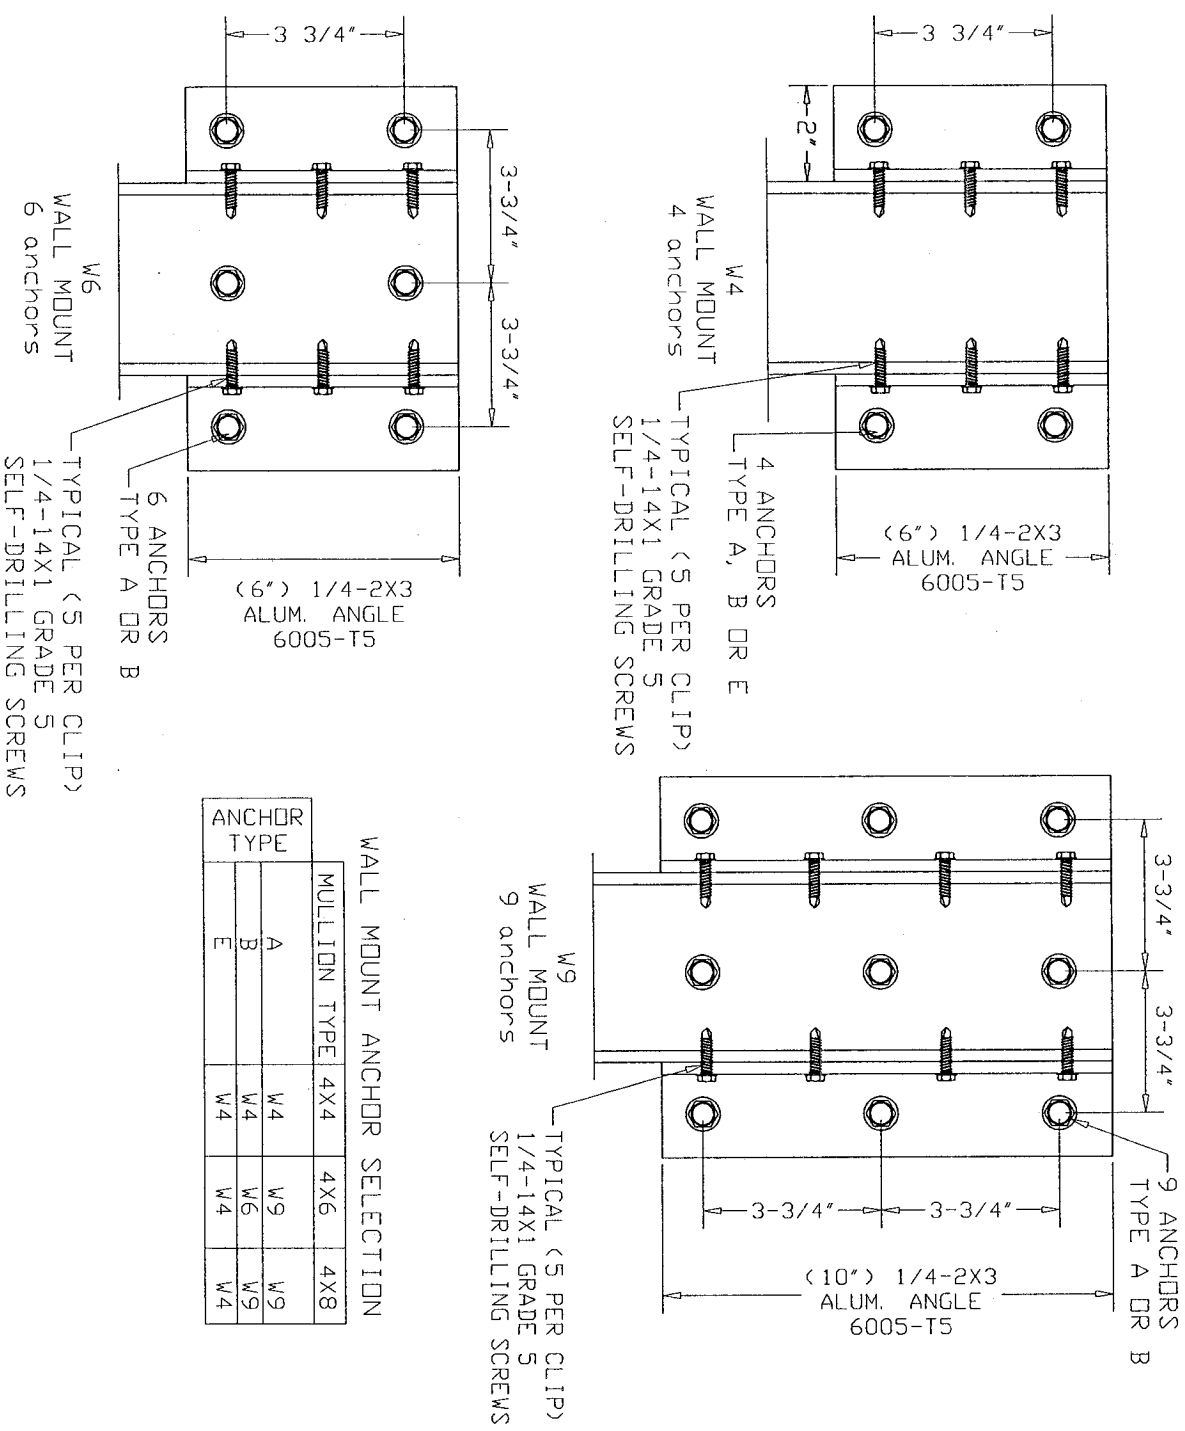 3 3/4"
2"
W4
WALL MOUNT
4 anchors
4 ANCHORS
TYPE A, B OR E
TYPICAL (5 PER CLIP)
1/4-14X1 GRADE 5
SELF-DRILLING SCREWS
(6") 1/4-2X3
ALUM. ANGLE
6005-T5
3 3/4"
3-3/4"
3-3/4"
W6
WALL MOUNT
6 anchors
6 ANCHORS
TYPE A OR B
TYPICAL (5 PER CLIP)
1/4-14X1 GRADE 5
SELF-DRILLING SCREWS
(6") 1/4-2X3
ALUM. ANGLE
6005-T5
3-3/4"
3-3/4"
W9
WALL MOUNT
9 anchors
9 ANCHORS
TYPE A OR B
3-3/4"
3-3/4"
TYPICAL (5 PER CLIP)
1/4-14X1 GRADE 5
SELF-DRILLING SCREWS
(10") 1/4-2X3
ALUM. ANGLE
6005-T5
WALL MOUNT ANCHOR SELECTION
MULLION TYPE 4X4 4X6 4X8
ANCHOR
TYPE
A W4 W9 W9
B W4 W6 W9
E W4 W4 W4